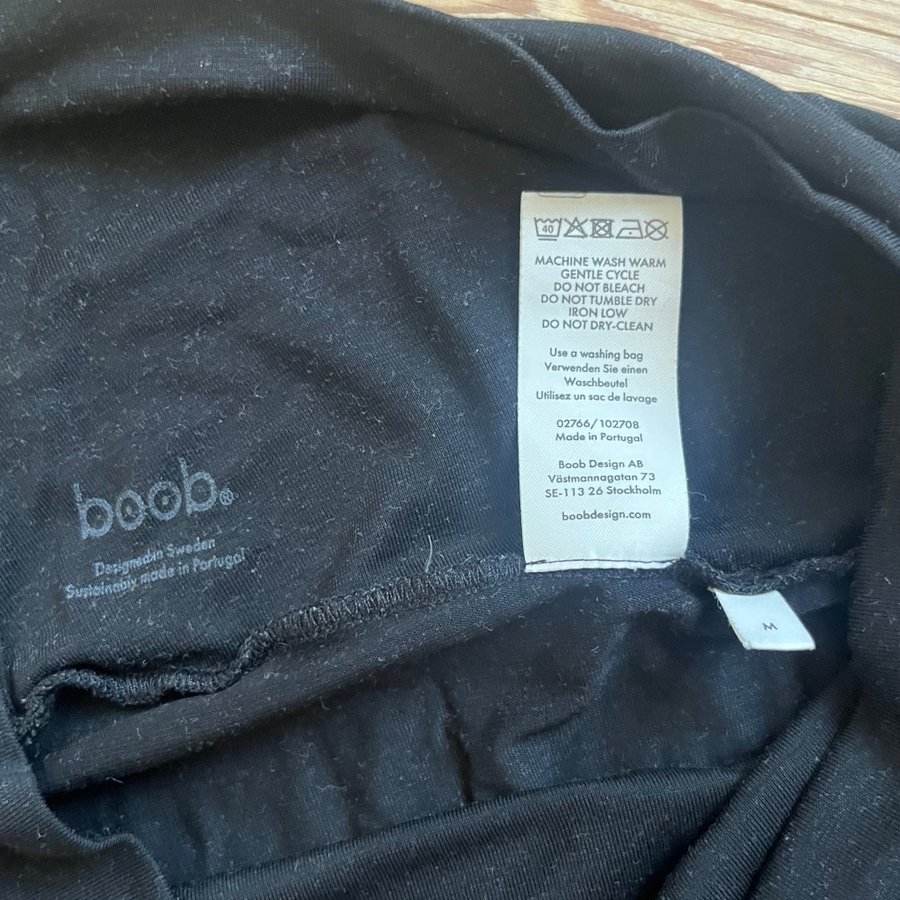 40
MACHINE WASH WARM
GENTLE CYCLE
DO NOT BLEACH
DO NOT TUMBLE DRY
IRON LOW
DO NOT DRY-CLEAN
Use a washing bag
Verwenden Sie einen
Waschbeutel
Utilisez un sac de lavage
02766/102708
Made in Portugal
Boob Design AB
Västmannagatan 73
SE-113 26 Stockholm
boobdesign.com
boob®
Designed in Sweden
Sustainably made in Portugal
M